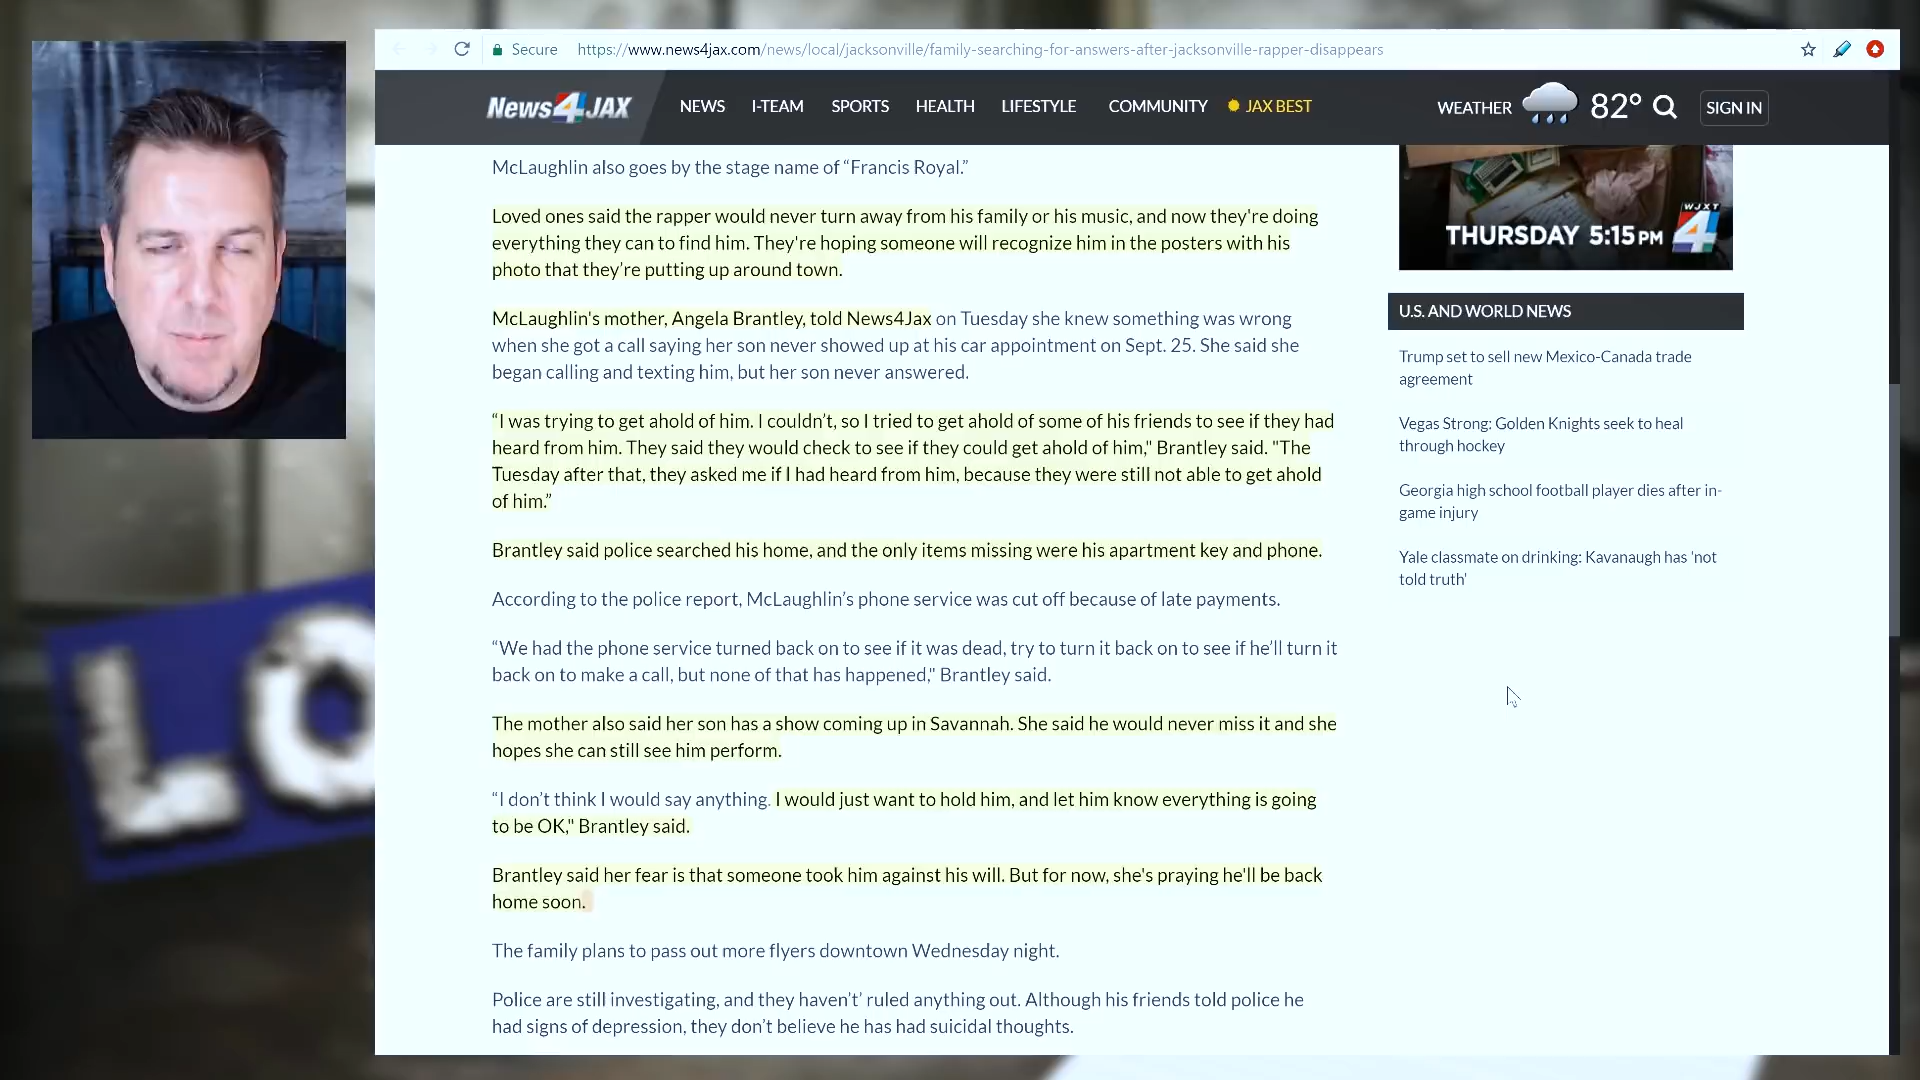 Secure https://www.news4jax.com/news/local/jacksonville/family-searching-for-answers-after-jacksonville-rapper-disappears
News4JAX NEWS I-TEAM SPORTS HEALTH LIFESTYLE COMMUNITY JAX BEST WEATHER 82° SIGN IN
McLaughlin also goes by the stage name of “Francis Royal.”
Loved ones said the rapper would never turn away from his family or his music, and now they're doing
everything they can to find him. They're hoping someone will recognize him in the posters with his
photo that they’re putting up around town.
McLaughlin's mother, Angela Brantley, told News4Jax on Tuesday she knew something was wrong
when she got a call saying her son never showed up at his car appointment on Sept. 25. She said she
began calling and texting him, but her son never answered.
“I was trying to get ahold of him. I couldn’t, so I tried to get ahold of some of his friends to see if they had
heard from him. They said they would check to see if they could get ahold of him," Brantley said. "The
Tuesday after that, they asked me if I had heard from him, because they were still not able to get ahold
of him.”
Brantley said police searched his home, and the only items missing were his apartment key and phone.
According to the police report, McLaughlin’s phone service was cut off because of late payments.
“We had the phone service turned back on to see if it was dead, try to turn it back on to see if he’ll turn it
back on to make a call, but none of that has happened," Brantley said.
The mother also said her son has a show coming up in Savannah. She said he would never miss it and she
hopes she can still see him perform.
“I don’t think I would say anything. I would just want to hold him, and let him know everything is going
to be OK," Brantley said.
Brantley said her fear is that someone took him against his will. But for now, she's praying he'll be back
home soon.
The family plans to pass out more flyers downtown Wednesday night.
Police are still investigating, and they haven’t’ ruled anything out. Although his friends told police he
had signs of depression, they don’t believe he has had suicidal thoughts.
WJXT
4
THURSDAY 5:15PM
U.S. AND WORLD NEWS
Trump set to sell new Mexico-Canada trade
agreement
Vegas Strong: Golden Knights seek to heal
through hockey
Georgia high school football player dies after in-
game injury
Yale classmate on drinking: Kavanaugh has 'not
told truth'
LO